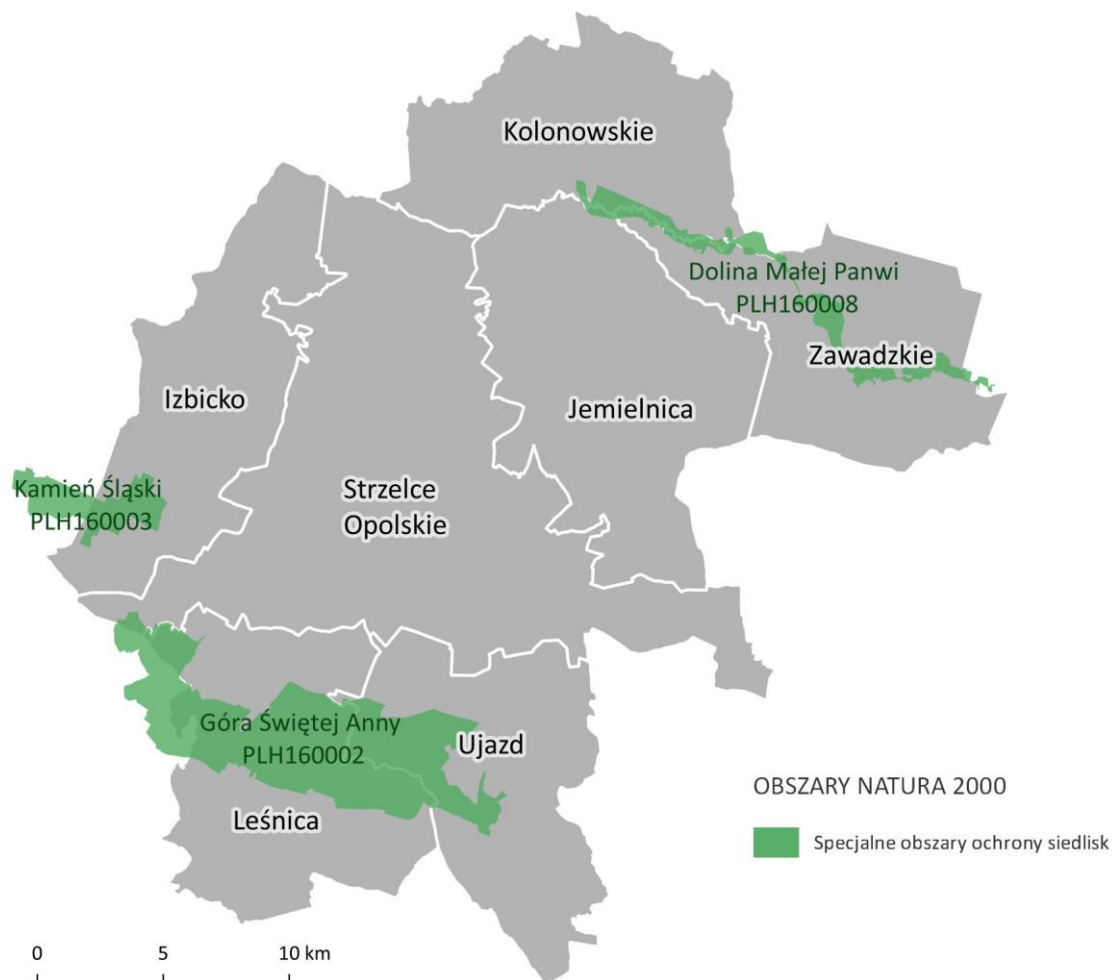 Kolonowskie
Dolina Małej Panwi
PLH160008
Zawadzkie
Izbicko
Jemielnica
Kamień Śląski
PLH160003
Strzelce
Opolskie
Góra Świętej Anny
PLH160002
Ujazd
Leśnica
OBSZARY NATURA 2000
Specjalne obszary ochrony siedlisk
0 5 10 km